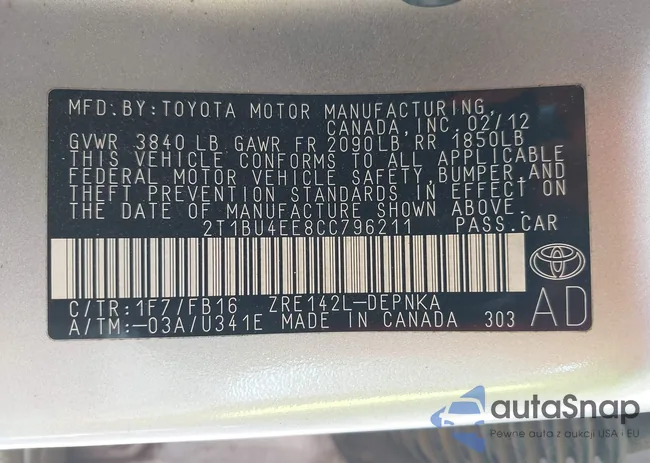 MFD. BY: TOYOTA MOTOR MANUFACTURING,
CANADA, INC. 02/12
GVWR 3840 LB GAWR FR 2090LB RR 1850LB
THIS VEHICLE CONFORMS TO ALL APPLICABLE
FEDERAL MOTOR VEHICLE SAFETY, BUMPER, AND
THEFT PREVENTION STANDARDS IN EFFECT ON
THE DATE OF MANUFACTURE SHOWN ABOVE.
2T1BU4EE8CC796211 PASS. CAR
C/TR: 1F7/FB16 ZRE142L-DEPNKA
A/TM: -03A/U341E MADE IN CANADA 303
AD
autaSnap
Pewne auta z aukcji USA i EU